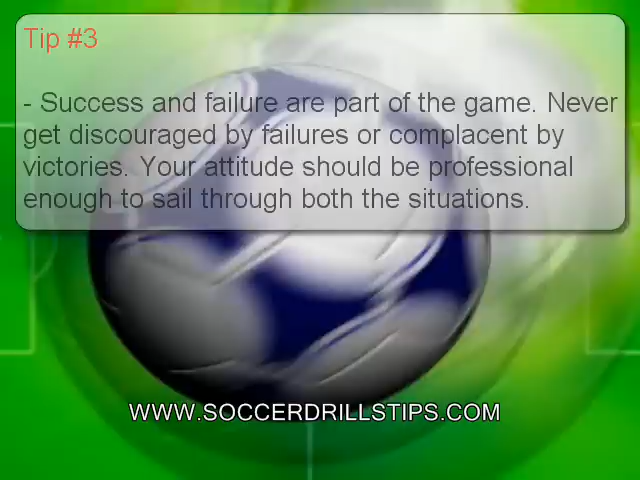 Tip #3
- Success and failure are part of the game. Never
get discouraged by failures or complacent by
victories. Your attitude should be professional
enough to sail through both the situations.
WWW.SOCCERDRILLSTIPS.COM